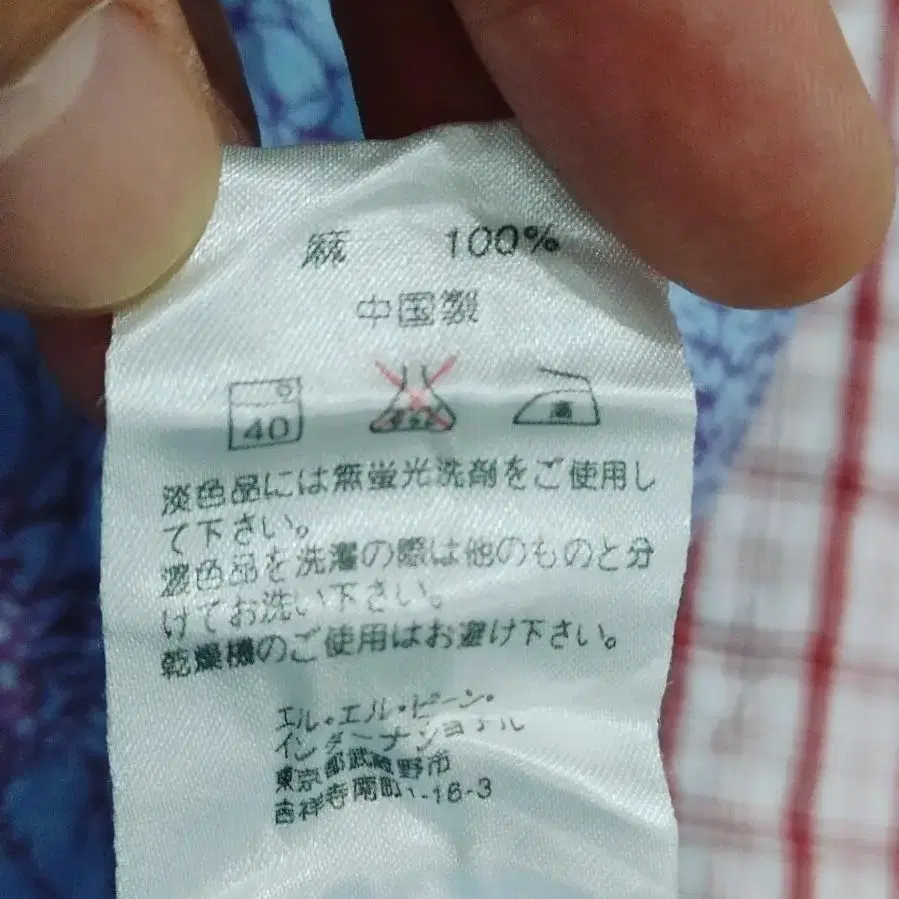 麻 100%
中国製
40 高
淡色品には無蛍光洗剤をご使用し
て下さい。
濃色品を洗濯の際は他のものと分
けてお洗い下さい。
乾燥機のご使用はお避け下さい。
エル・エル・ビーン・
インターナショナル
東京都武蔵野市
吉祥寺南町 -16-3